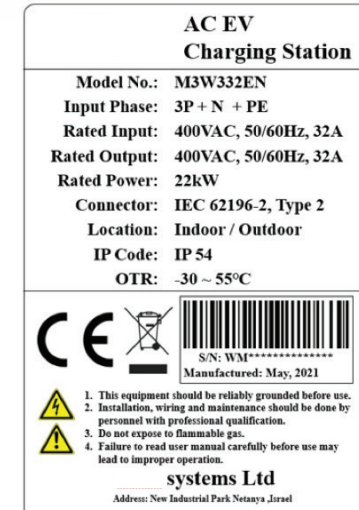 AC EV
Charging Station
Model No.: M3W332EN
Input Phase: 3P + N + PE
Rated Input: 400VAC, 50/60Hz, 32A
Rated Output: 400VAC, 50/60Hz, 32A
Rated Power: 22kW
Connector: IEC 62196-2, Type 2
Location: Indoor / Outdoor
IP Code: IP 54
OTR: -30 ~ 55°C
CE
S/N: WM**************
Manufactured: May, 2021
1. This equipment should be reliably grounded before use.
2. Installation, wiring and maintenance should be done by
personnel with professional qualification.
3. Do not expose to flammable gas.
4. Failure to read user manual carefully before use may
lead to improper operation.
systems Ltd
Address: New Industrial Park Netanya ,Israel